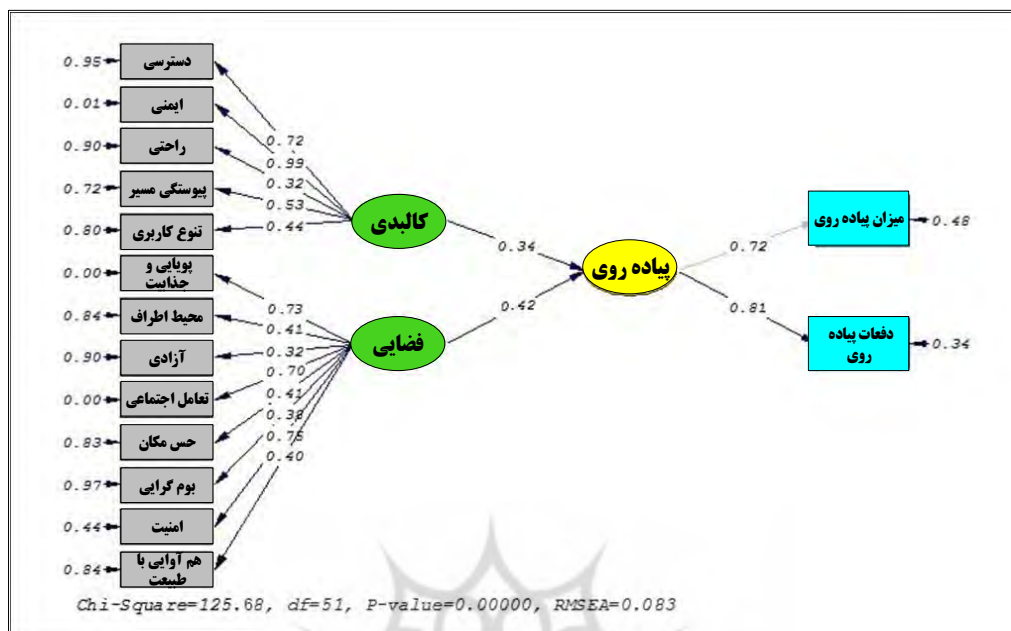 0.95 دسترسی
0.01 ایمنی
0.90 راحتی
0.72 پیوستگی مسیر
0.80 تنوع کاربری
0.00 پویایی و
جذابیت
0.84 محیط اطراف
0.90 آزادی
0.00 تعامل اجتماعی
0.83 حس مکان
0.97 بوم گرایی
0.44 امنیت
0.84 هم آوایی با
طبیعت
0.72
0.99
0.32
0.53
0.44
0.73
0.41
0.32
0.70
0.41
0.38
0.75
0.40
کالبدی
فضایی
0.34
0.42
پیاده روی
0.72
0.81
میزان پیاده روی 0.48
دفعات پیاده
روی 0.34
Chi-Square=125.68, df=51, P-value=0.00000, RMSEA=0.083